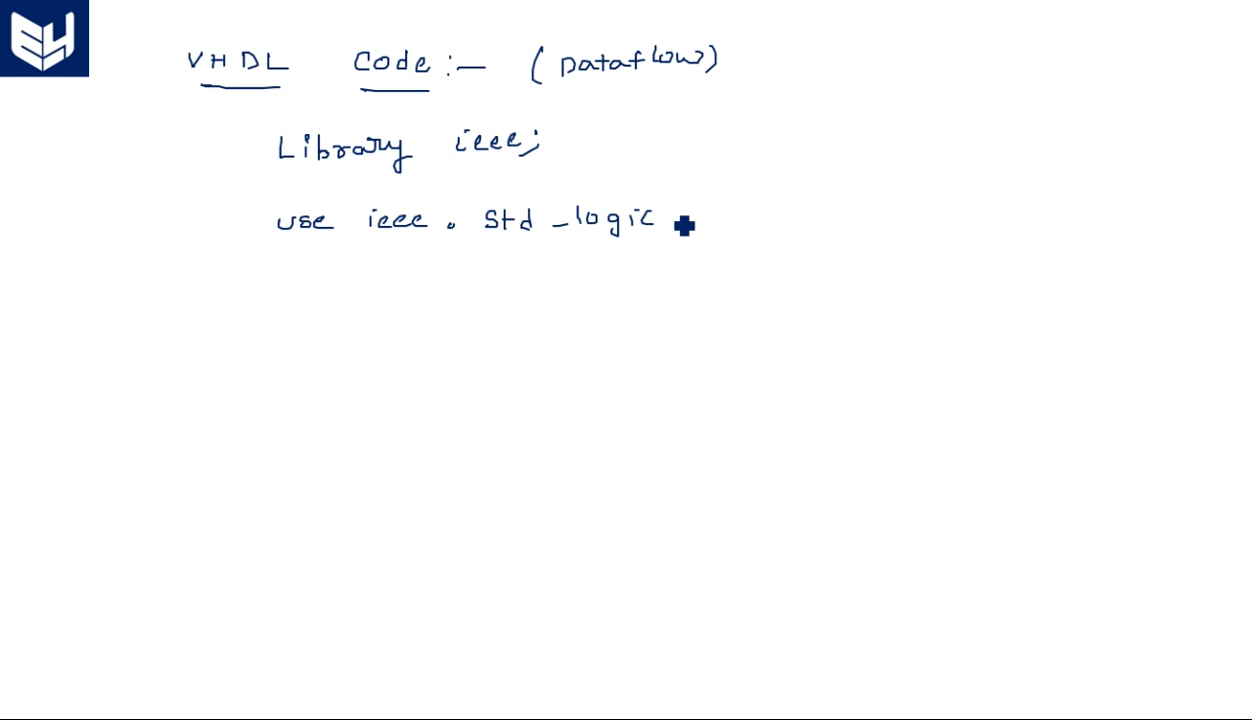 VHDL Code :- (Dataflow)
Library ieee;
use ieee . std _logic